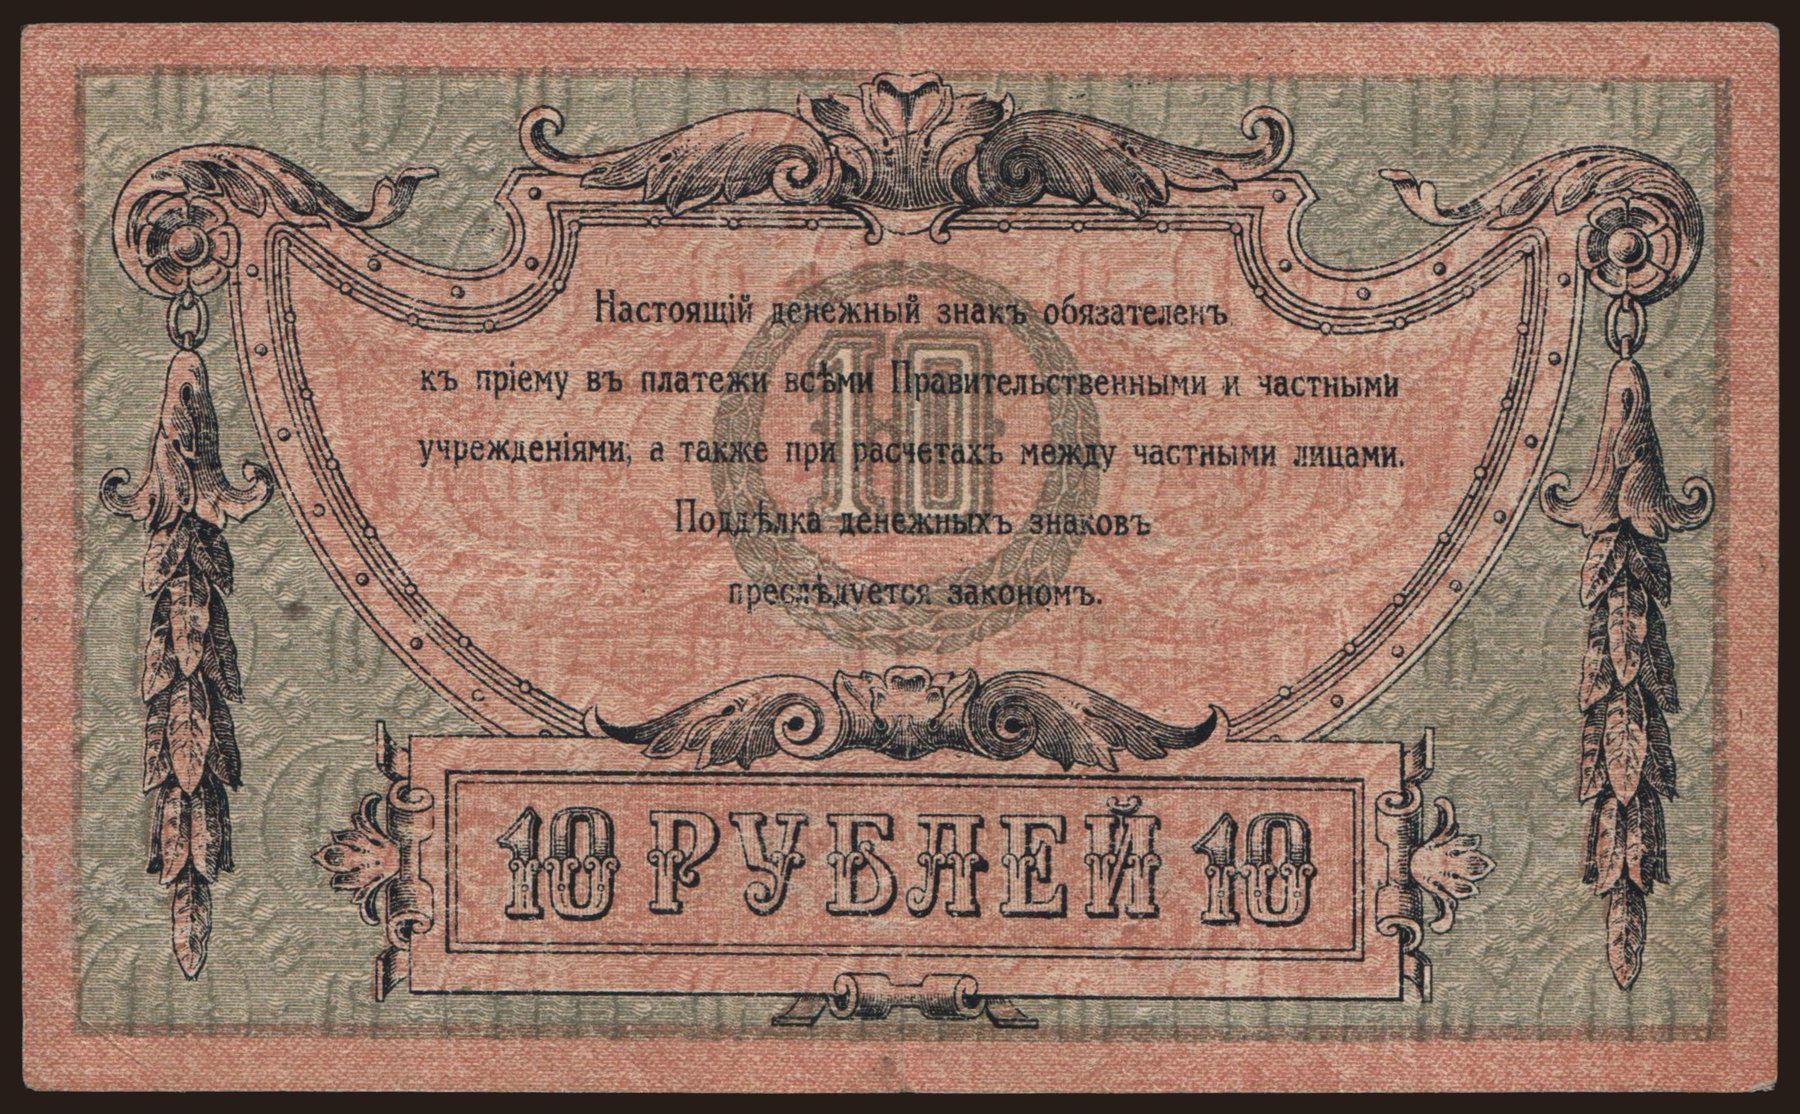 Настоящій денежный знакъ обязателенъ
къ пріему въ платежи всѣми Правительственными и частными
учрежденіями, а также при расчетахъ между частными лицами.
10
Поддѣлка денежныхъ знаковъ
преслѣдуется закономъ.
10 РУБЛЕЙ 10